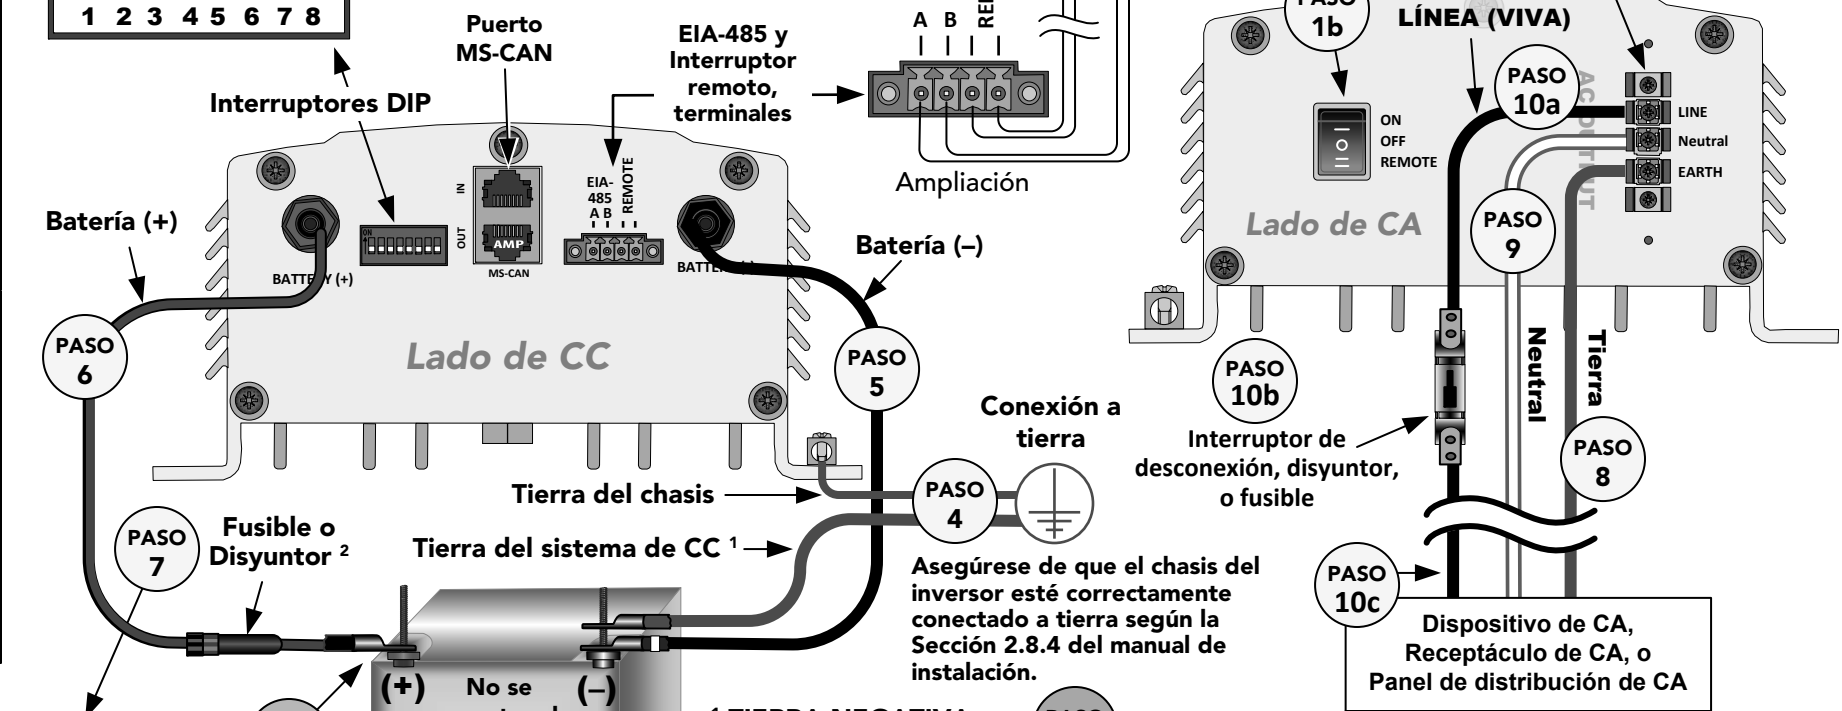 1 2 3 4 5 6 7 8
Interruptores DIP
Puerto
MS-CAN
EIA-485 y
Interruptor
remoto,
terminales
A B
Ampliación
Batería (+)
ON
BATTERY (+)
IN
OUT
AMP
MS-CAN
EIA-
485
A B
REMOTE
Batería (–)
Lado de CC
PASO
6
PASO
5
Conexión a
tierra
Tierra del chasis
PASO
4
Tierra del sistema de CC 1
PASO
7
Fusible o
Disyuntor 2
Asegúrese de que el chasis del
inversor esté correctamente
conectado a tierra según la
Sección 2.8.4 del manual de
instalación.
(+)
No se
(–)
1b
LÍNEA (VIVA)
PASO
10a
ON
OFF
REMOTE
LINE
Neutral
EARTH
Lado de CA
PASO
9
PASO
10b
Interruptor de
desconexión, disyuntor,
o fusible
Neutral
Tierra
PASO
8
PASO
10c
Dispositivo de CA,
Receptáculo de CA, o
Panel de distribución de CA